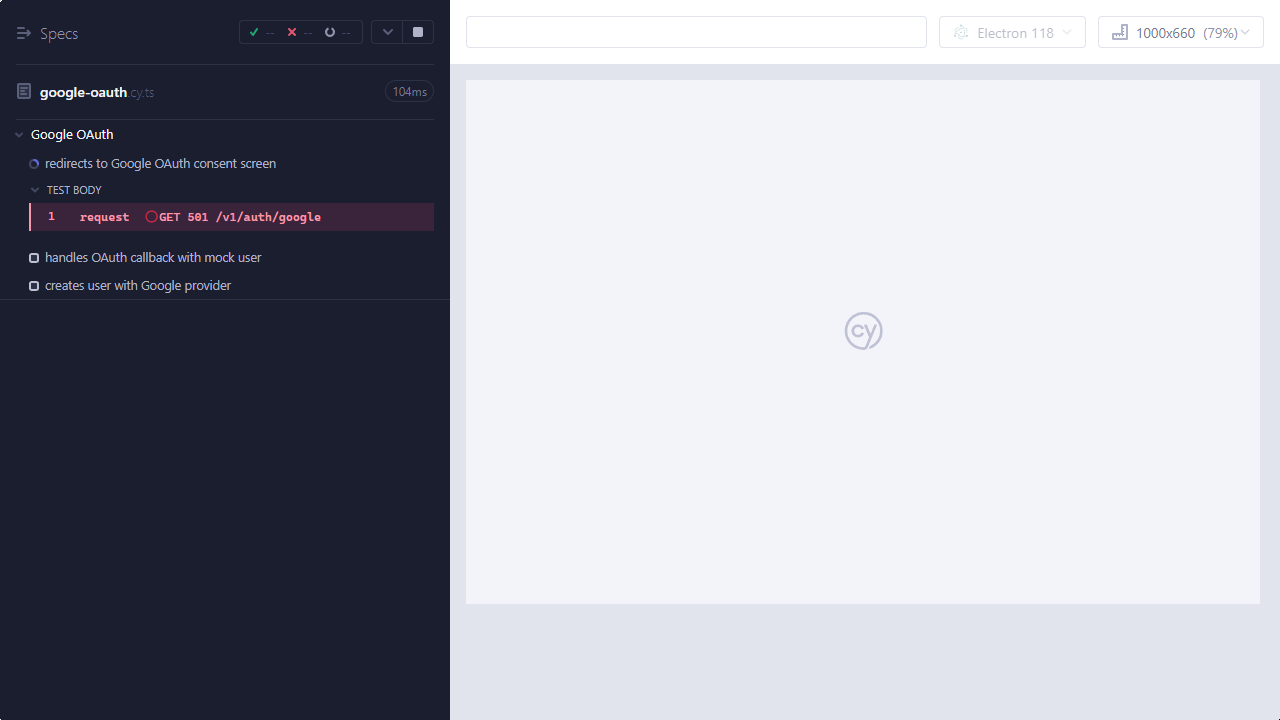 Specs
-- -- --
google-oauth.cy.ts
104ms
Google OAuth
redirects to Google OAuth consent screen
TEST BODY
1 request GET 501 /v1/auth/google
handles OAuth callback with mock user
creates user with Google provider
Electron 118
1000x660 (79%)
cy